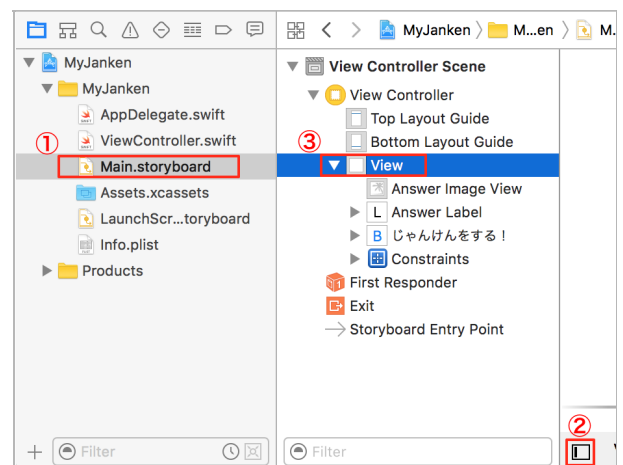 MyJanken 〉 M...en 〉 M.
MyJanken
MyJanken
AppDelegate.swift
① ViewController.swift
Main.storyboard
Assets.xcassets
LaunchScr...toryboard
Info.plist
Products
Filter
View Controller Scene
View Controller
Top Layout Guide
Bottom Layout Guide
③ View
Answer Image View
L Answer Label
B じゃんけんをする！
Constraints
First Responder
Exit
Storyboard Entry Point
Filter
②